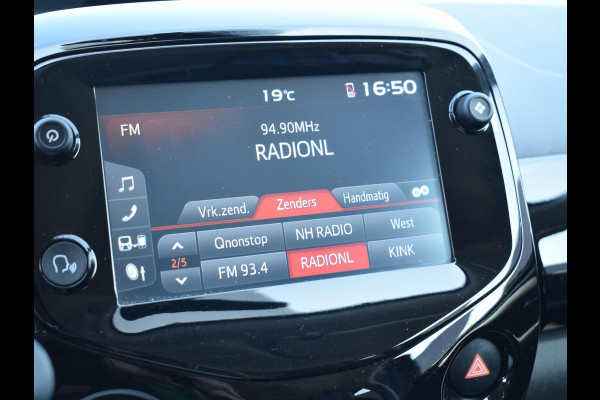 19°C 16:50
FM
94.90MHz
RADIONL
Vrk.zend. Zenders Handmatig
Qnonstop NH RADIO West
2/5
FM 93.4 RADIONL KINK